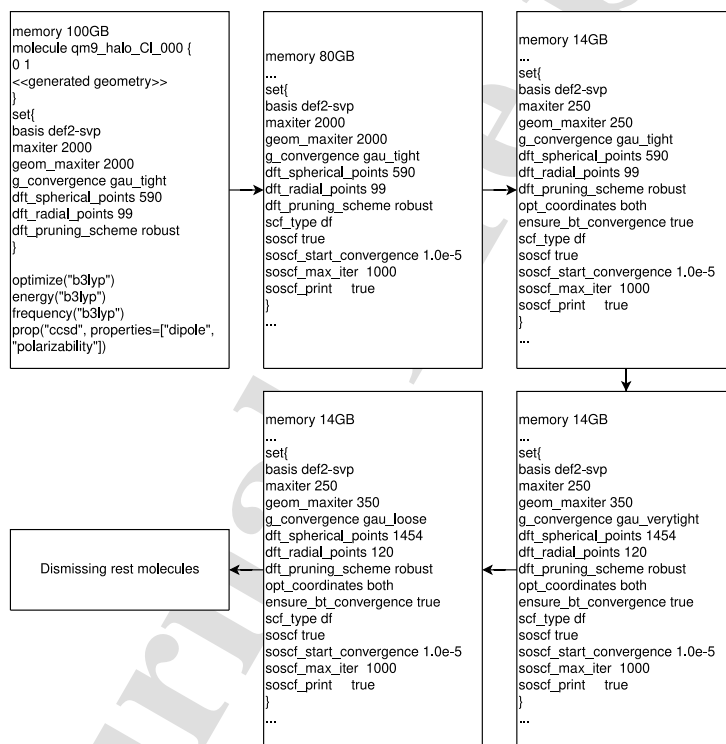 memory 100GB
molecule qm9_halo_Cl_000 {
0 1
<<generated geometry>>
}
set{
basis def2-svp
maxiter 2000
geom_maxiter 2000
g_convergence gau_tight
dft_spherical_points 590
dft_radial_points 99
dft_pruning_scheme robust
}
optimize("b3lyp")
energy("b3lyp")
frequency("b3lyp")
prop("ccsd", properties=["dipole",
"polarizability"])
memory 80GB
...
set{
basis def2-svp
maxiter 2000
geom_maxiter 2000
g_convergence gau_tight
dft_spherical_points 590
dft_radial_points 99
dft_pruning_scheme robust
scf_type df
soscf true
soscf_start_convergence 1.0e-5
soscf_max_iter 1000
soscf_print true
}
...
memory 14GB
...
set{
basis def2-svp
maxiter 250
geom_maxiter 250
g_convergence gau_tight
dft_spherical_points 590
dft_radial_points 99
dft_pruning_scheme robust
opt_coordinates both
ensure_bt_convergence true
scf_type df
soscf true
soscf_start_convergence 1.0e-5
soscf_max_iter 1000
soscf_print true
}
...
memory 14GB
...
set{
basis def2-svp
maxiter 250
geom_maxiter 350
g_convergence gau_verytight
dft_spherical_points 1454
dft_radial_points 120
dft_pruning_scheme robust
opt_coordinates both
ensure_bt_convergence true
scf_type df
soscf true
soscf_start_convergence 1.0e-5
soscf_max_iter 1000
soscf_print true
}
...
memory 14GB
...
set{
basis def2-svp
maxiter 250
geom_maxiter 350
g_convergence gau_loose
dft_spherical_points 1454
dft_radial_points 120
dft_pruning_scheme robust
opt_coordinates both
ensure_bt_convergence true
scf_type df
soscf true
soscf_start_convergence 1.0e-5
soscf_max_iter 1000
soscf_print true
}
...
Dismissing rest molecules